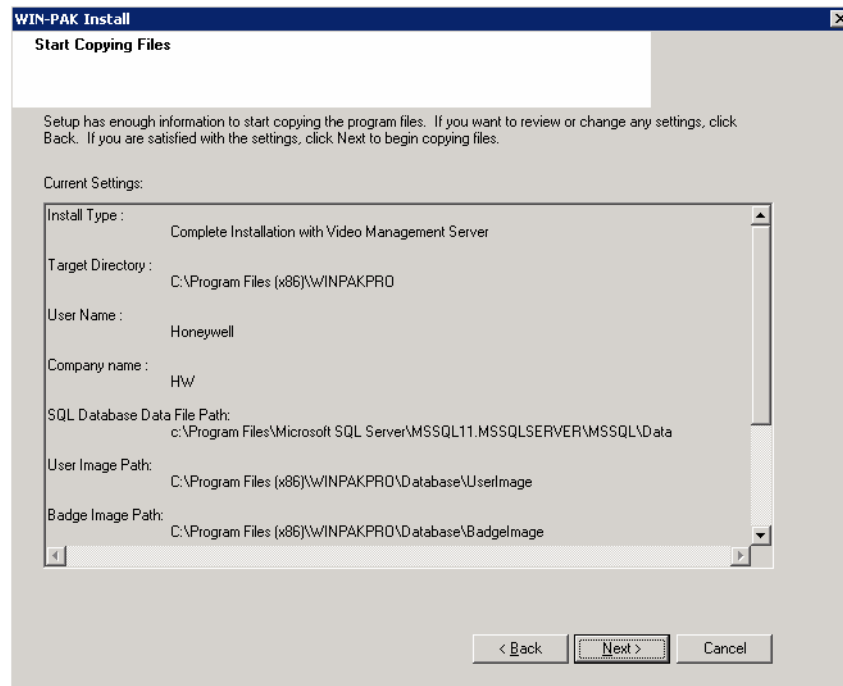 WIN-PAK Install
Start Copying Files
Setup has enough information to start copying the program files. If you want to review or change any settings, click
Back. If you are satisfied with the settings, click Next to begin copying files.
Current Settings:
Install Type :
Complete Installation with Video Management Server
Target Directory :
C:\Program Files (x86)\WINPAKPRO
User Name :
Honeywell
Company name :
HW
SQL Database Data File Path:
c:\Program Files\Microsoft SQL Server\MSSQL11.MSSQLSERVER\MSSQL\Data
User Image Path:
C:\Program Files (x86)\WINPAKPRO\Database\UserImage
Badge Image Path:
C:\Program Files (x86)\WINPAKPRO\Database\BadgeImage
< Back Next > Cancel